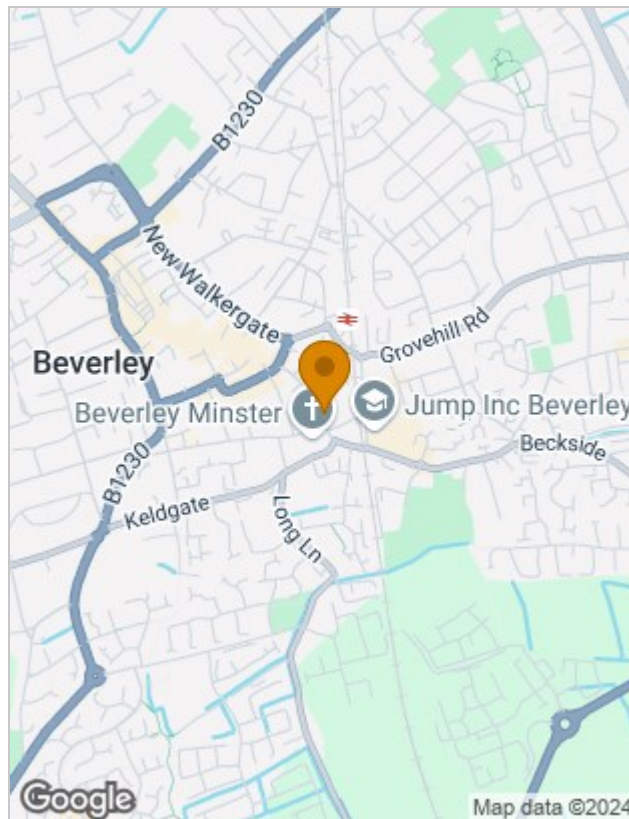 B1230
New Walkergate
Grovehill Rd
Beverley
Beverley Minster
Jump Inc Beverley
Beckside
B1230
Keldgate
Long Ln
Google
Map data ©2024